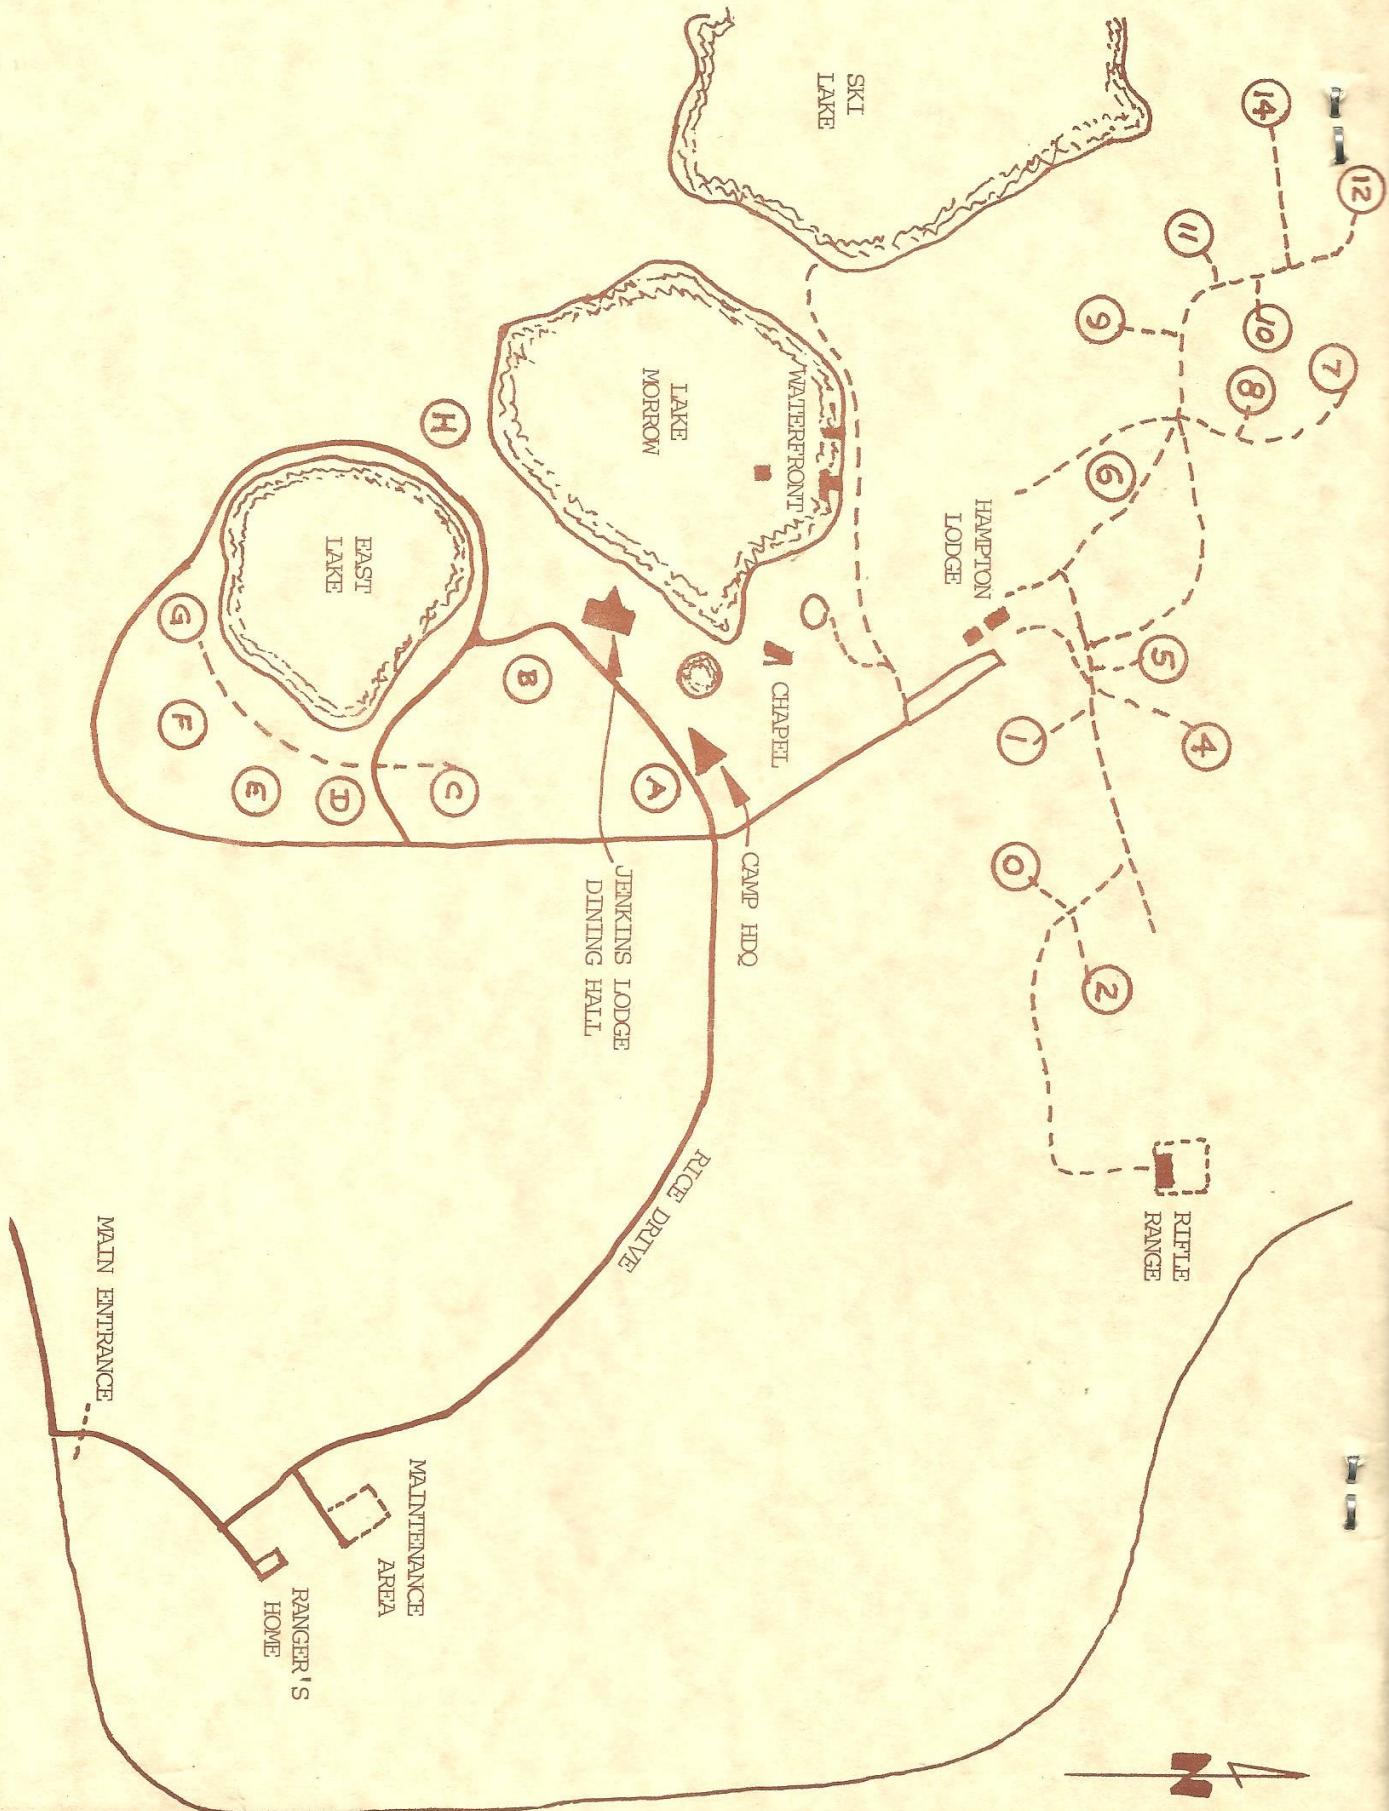 12
7
14
10
8
4
N
11
5
RIFLE
RANGE
6
2
9
1
0
HAMPTON
LODGE
SKI
LAKE
WATERFRONT
CHAPEL
CAMP HDQ
LAKE
MORROW
A
RICE DRIVE
JENKINS LODGE
DINING HALL
B
H
C
MAINTENANCE
AREA
EAST
LAKE
D
RANGER'S
HOME
E
G
F
MAIN ENTRANCE